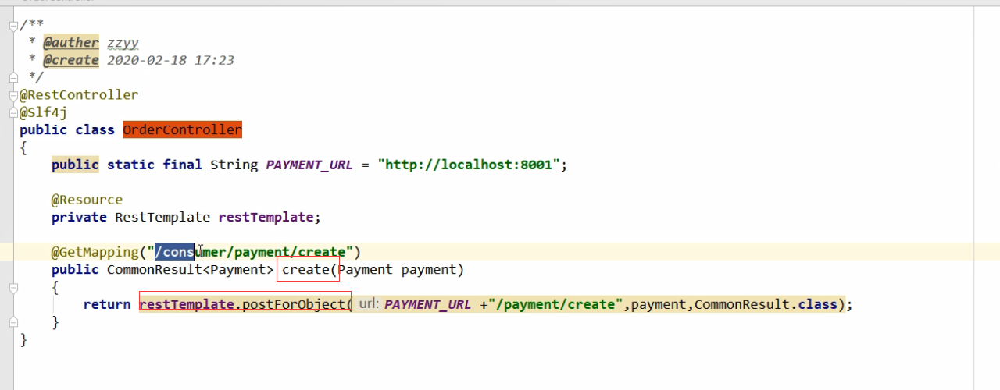 /**
* @auther zzyy
* @create 2020-02-18 17:23
*/
@RestController
@Slf4j
public class OrderController
{
public static final String PAYMENT_URL = "http://localhost:8001";
@Resource
private RestTemplate restTemplate;
@GetMapping("/consumer/payment/create")
public CommonResult<Payment> create(Payment payment)
{
return restTemplate.postForObject( url: PAYMENT_URL +"/payment/create",payment,CommonResult.class);
}
}